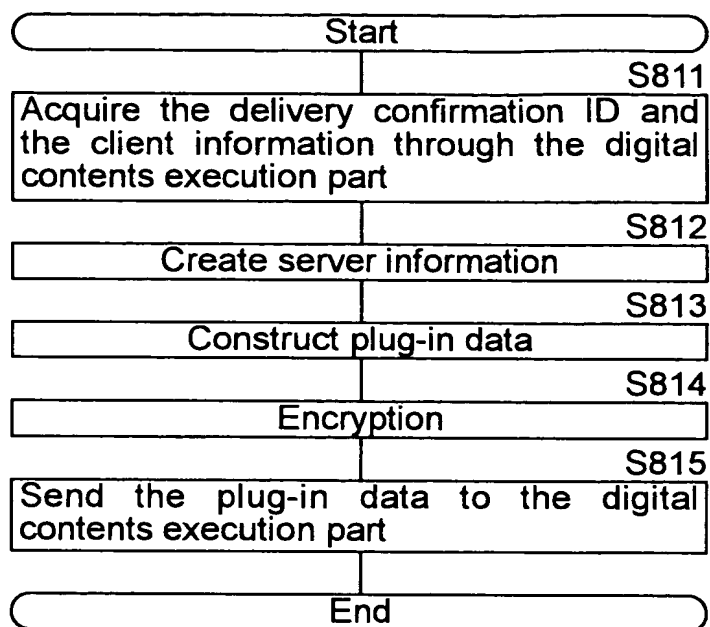 Start
S811
Acquire the delivery confirmation ID and
the client information through the digital
contents execution part
S812
Create server information
S813
Construct plug-in data
S814
Encryption
S815
Send the plug-in data to the digital
contents execution part
End